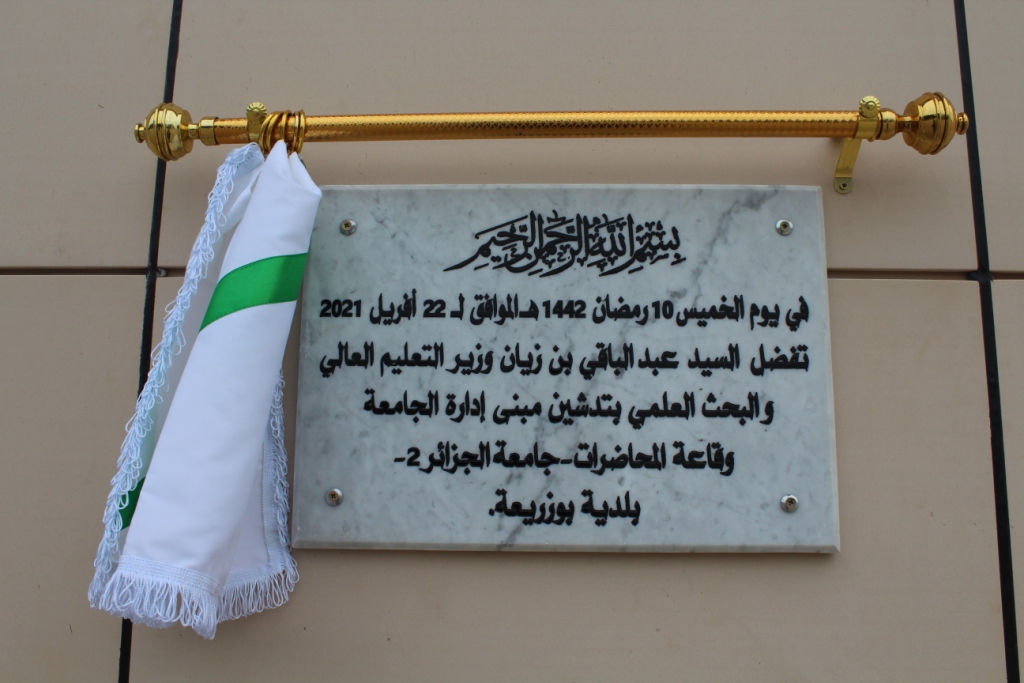 بسم الله الرحمن الرحيم
في يوم الخميس 10 رمضان 1442 هـ الموافق لـ 22 أفريل 2021
تفضل السيد عبد الباقي بن زيان وزير التعليم العالي
والبحث العلمي بتدشين مبنى إدارة الجامعة
وقاعة المحاضرات-جامعة الجزائر2-
بلدية بوزريعة.